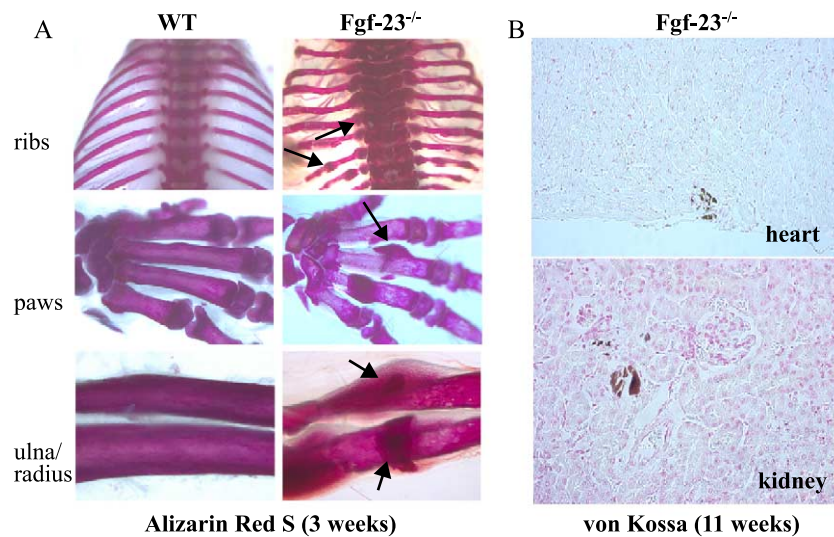 A
WT
Fgf-23-/-
B
Fgf-23-/-
ribs
paws
ulna/
radius
heart
kidney
Alizarin Red S (3 weeks)
von Kossa (11 weeks)